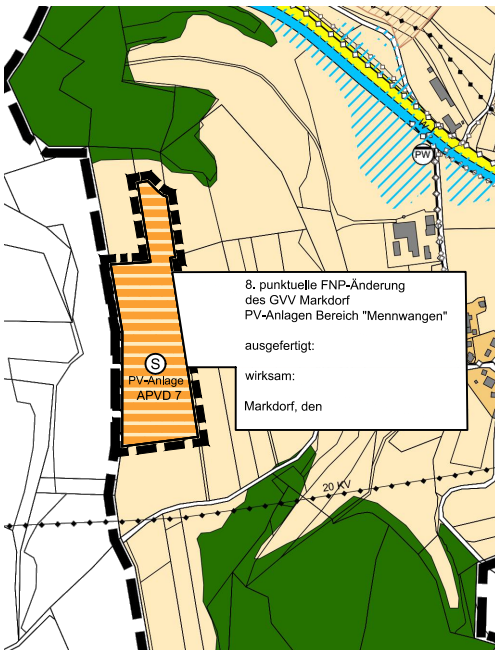 PW
8. punktuelle FNP-Änderung
des GVV Markdorf
PV-Anlagen Bereich "Mennwangen"
ausgefertigt:
wirksam:
Markdorf, den
S
PV-Anlage
APVD 7
20 KV